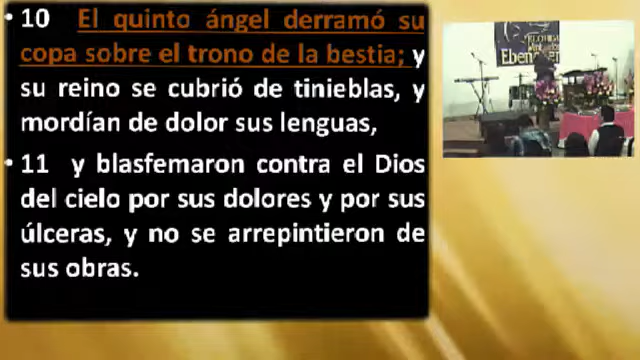 • 10 El quinto ángel derramó su
copa sobre el trono de la bestia; y
su reino se cubrió de tinieblas, y
mordían de dolor sus lenguas,
• 11 y blasfemaron contra el Dios
del cielo por sus dolores y por sus
úlceras, y no se arrepintieron de
sus obras.